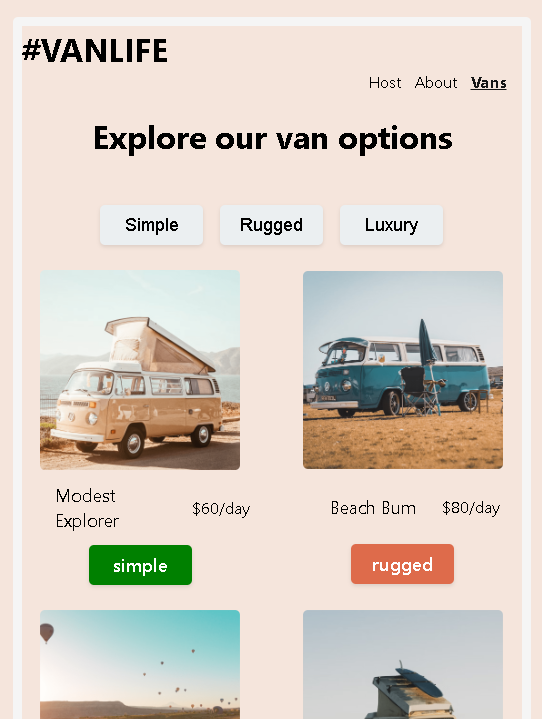 #VANLIFE
Host About Vans
Explore our van options
Simple Rugged Luxury
Modest
Explorer
$60/day
Beach Bum $80/day
simple
rugged